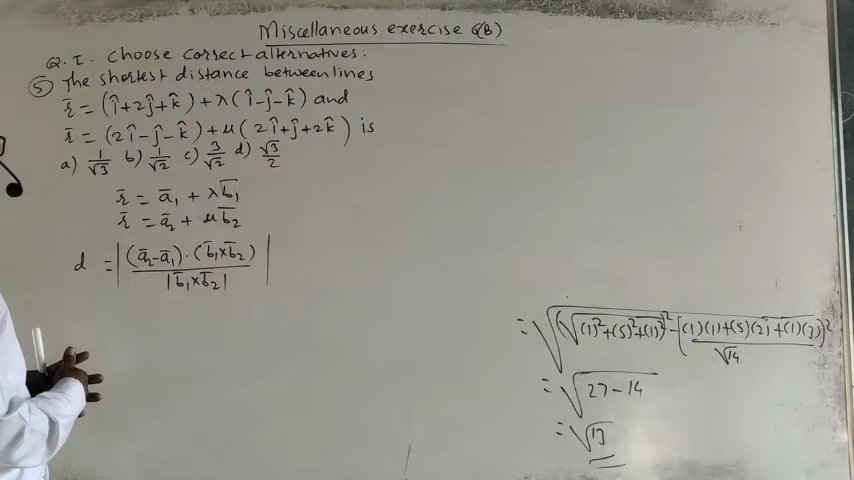 Miscellaneous exercise (B)
Q. I. Choose correct alternatives:
⑤ The shortest distance between lines
r̄ = (î+2ĵ+k̂)+λ(î-ĵ-k̂) and
r̄ = (2î-ĵ-k̂)+μ(2î+ĵ+2k̂) is
a) 1/√3 b) 1/√2 c) 3/√2 d) √3/2
r̄ = ā₁ + λb̄₁
r̄ = ā₂ + μb̄₂
d = |(ā₂-ā₁)·(b̄₁×b̄₂) / |b̄₁×b̄₂||
= √((√((1)²+(5)²+(1)²))² - [((1)(1)+(5)(2)+(1)(3))/√14]²)
= √(27-14)
= √13